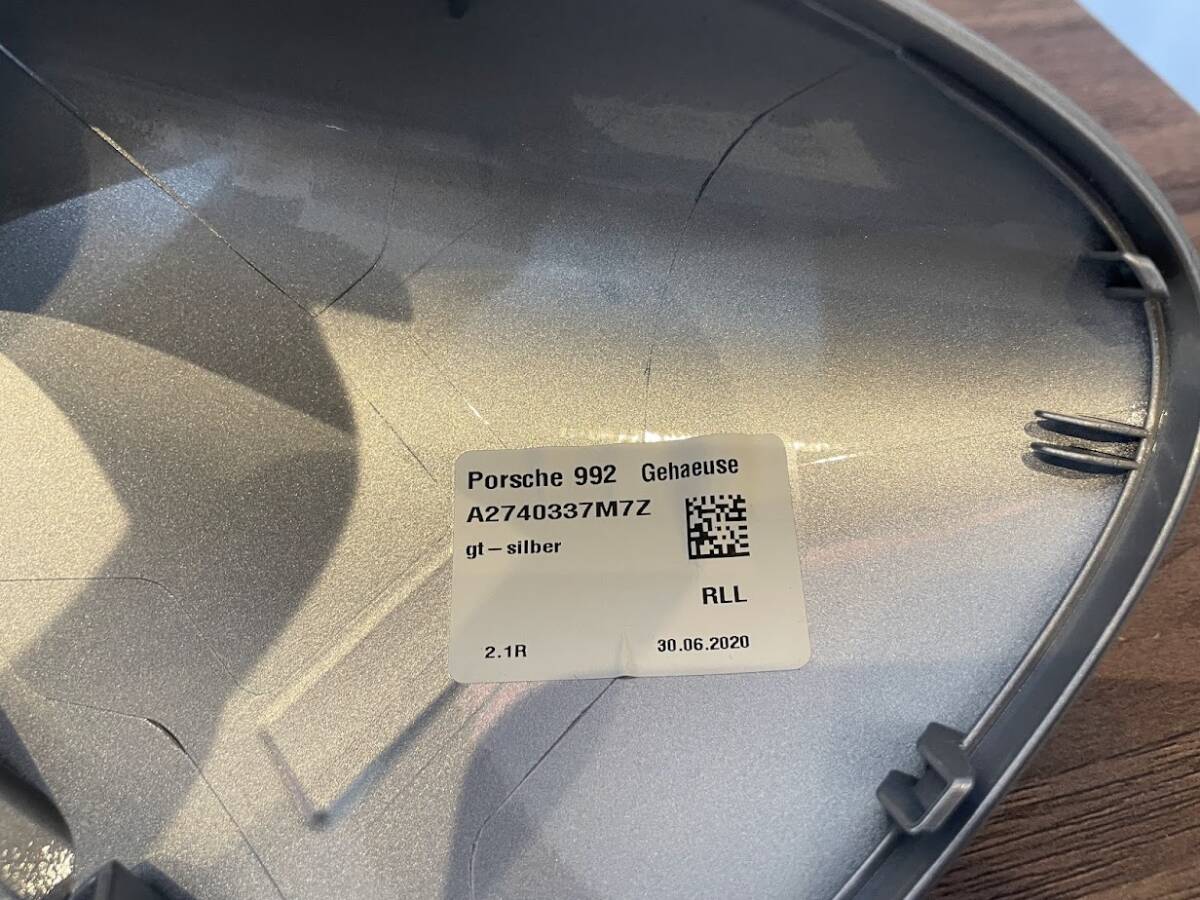 Porsche 992 Gehaeuse
A2740337M7Z
gt-silber
RLL
2.1R 30.06.2020